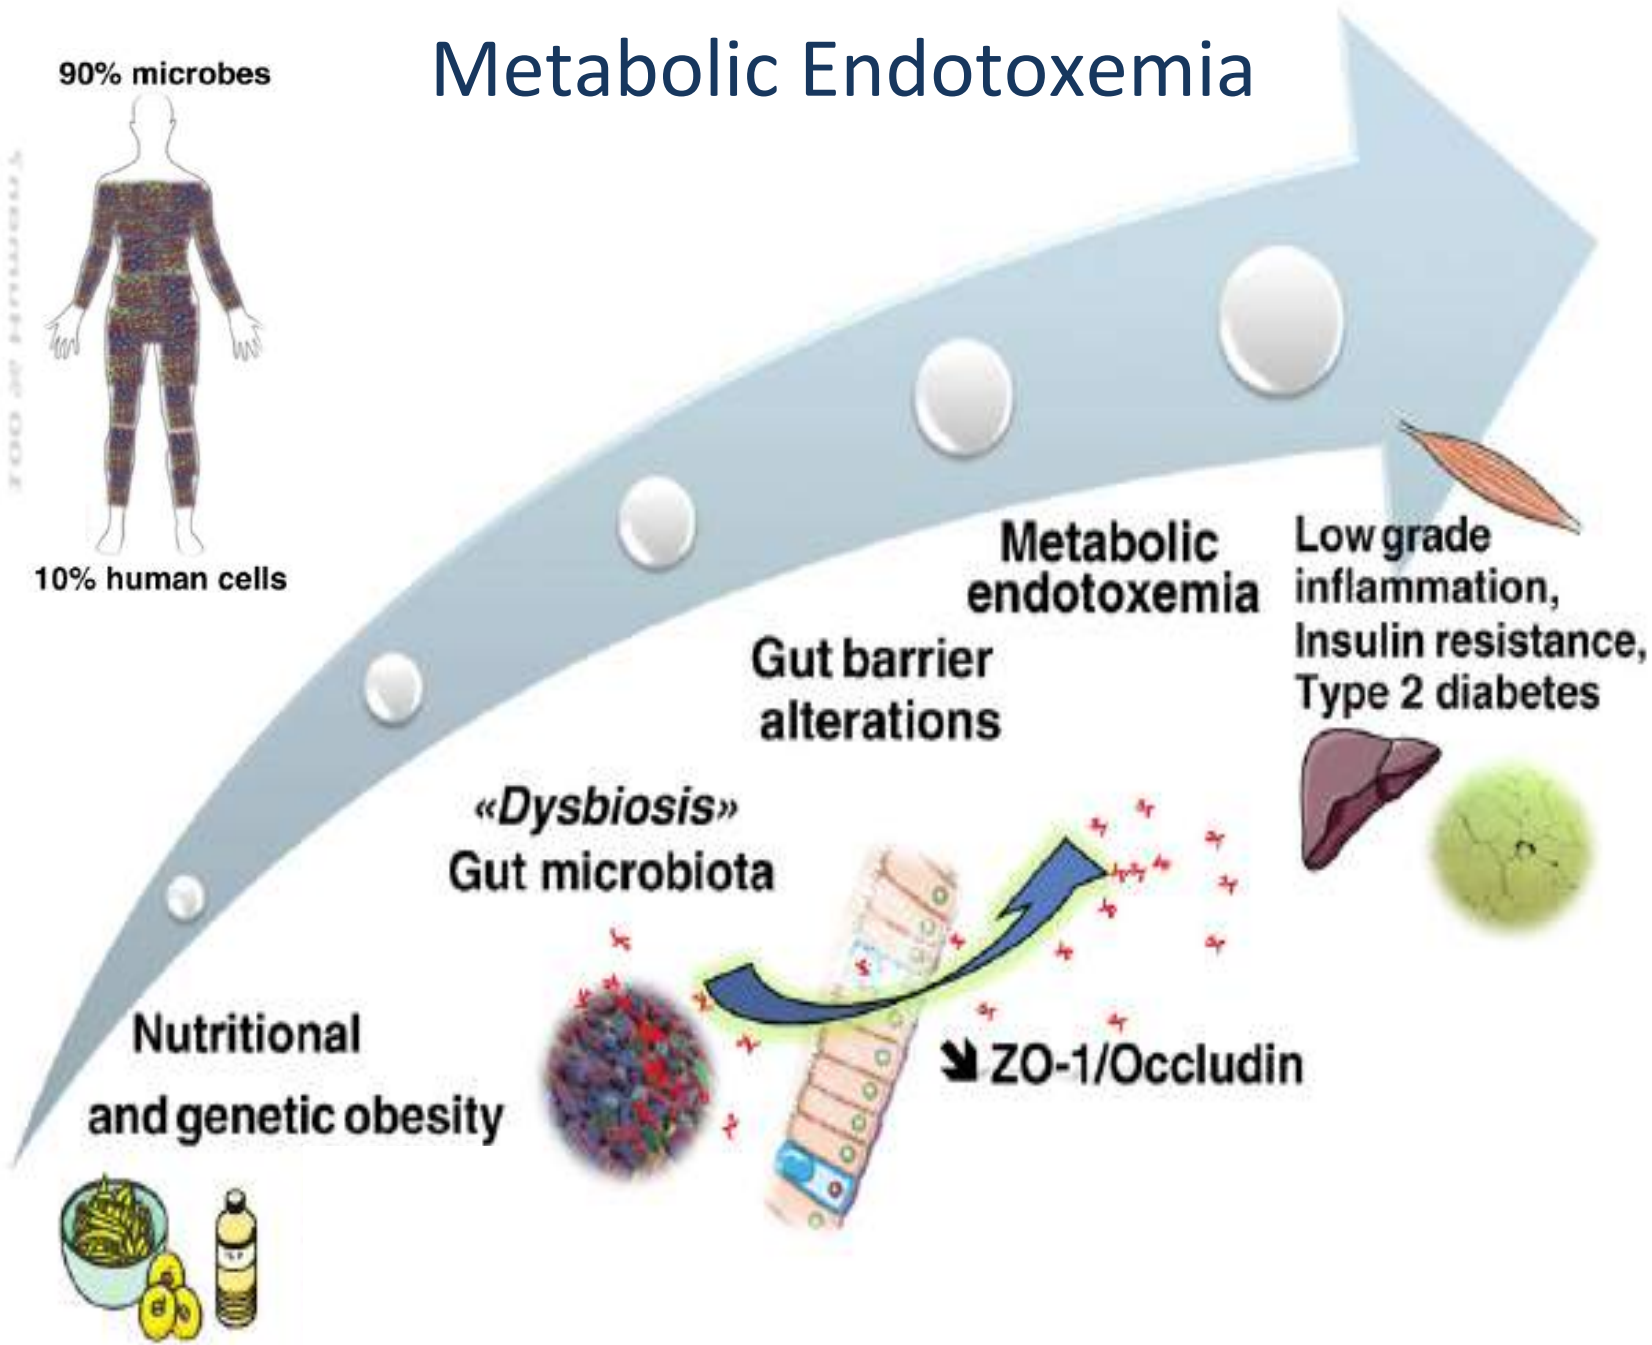 Metabolic Endotoxemia
90% microbes
10% human cells
Nutritional
and genetic obesity
«Dysbiosis»
Gut microbiota
Gut barrier
alterations
ZO-1/Occludin
Metabolic
endotoxemia
Low grade
inflammation,
Insulin resistance,
Type 2 diabetes